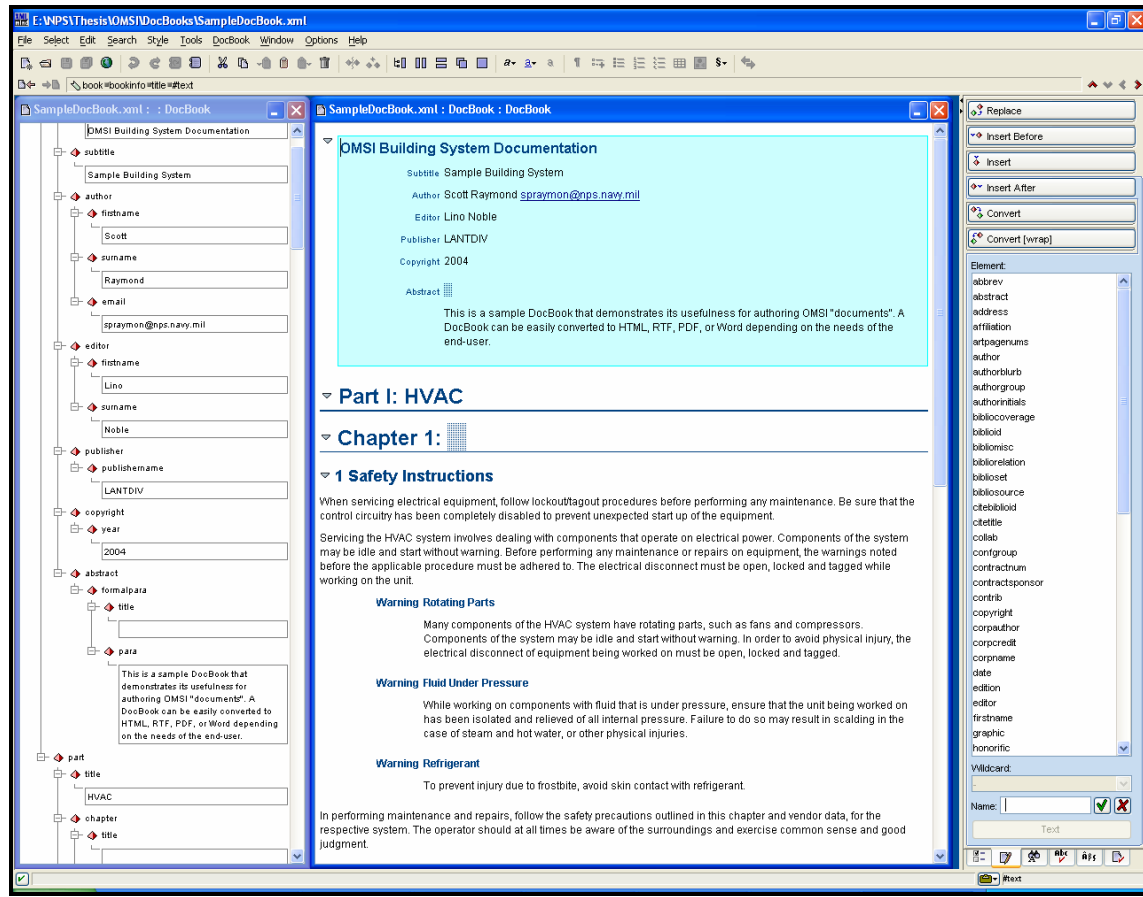 E:\NPS\Thesis\OMSI\DocBooks\SampleDocBook.xml
File Select Edit Search Style Tools DocBook Window Options Help
book=bookinfo=title=#text
SampleDocBook.xml : : DocBook
OMSI Building System Documentation
subtitle
Sample Building System
author
firstname
Scott
surname
Raymond
email
spraymon@nps.navy.mil
editor
firstname
Lino
surname
Noble
publisher
publishername
LANTDIV
copyright
year
2004
abstract
formalpara
title
para
This is a sample DocBook that
demonstrates its usefulness for
authoring OMSI "documents". A
DocBook can be easily converted to
HTML, RTF, PDF, or Word depending
on the needs of the end-user.
part
title
HVAC
chapter
title
SampleDocBook.xml : DocBook : DocBook
OMSI Building System Documentation
Subtitle Sample Building System
Author Scott Raymond spraymon@nps.navy.mil
Editor Lino Noble
Publisher LANTDIV
Copyright 2004
Abstract
This is a sample DocBook that demonstrates its usefulness for authoring OMSI "documents". A
DocBook can be easily converted to HTML, RTF, PDF, or Word depending on the needs of the
end-user.
Part I: HVAC
Chapter 1:
1 Safety Instructions
When servicing electrical equipment, follow lockout/tagout procedures before performing any maintenance. Be sure that the
control circuitry has been completely disabled to prevent unexpected start up of the equipment.
Servicing the HVAC system involves dealing with components that operate on electrical power. Components of the system
may be idle and start without warning. Before performing any maintenance or repairs on equipment, the warnings noted
before the applicable procedure must be adhered to. The electrical disconnect must be open, locked and tagged while
working on the unit.
Warning Rotating Parts
Many components of the HVAC system have rotating parts, such as fans and compressors.
Components of the system may be idle and start without warning. In order to avoid physical injury, the
electrical disconnect of equipment being worked on must be open, locked and tagged.
Warning Fluid Under Pressure
While working on components with fluid that is under pressure, ensure that the unit being worked on
has been isolated and relieved of all internal pressure. Failure to do so may result in scalding in the
case of steam and hot water, or other physical injuries.
Warning Refrigerant
To prevent injury due to frostbite, avoid skin contact with refrigerant.
In performing maintenance and repairs, follow the safety precautions outlined in this chapter and vendor data, for the
respective system. The operator should at all times be aware of the surroundings and exercise common sense and good
judgment.
Replace
Insert Before
Insert
Insert After
Convert
Convert [wrap]
Element:
abbrev
abstract
address
affiliation
artpagenums
author
authorblurb
authorgroup
authorinitials
bibliocoverage
biblioid
bibliomisc
bibliorelation
biblioset
bibliosource
citebiblioid
citetitle
collab
confgroup
contractnum
contractsponsor
contrib
copyright
corpauthor
corpcredit
corpname
date
edition
editor
firstname
graphic
honorific
Wildcard:
Name:
Text
#text